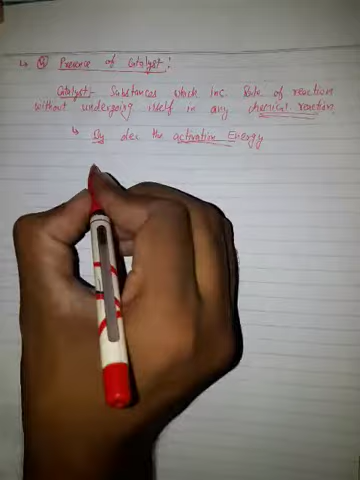 ↳ Presence of Catalyst:
Catalyst:- Substances which inc. Rate of reaction
without undergoing itself in any chemical reaction.
↳ By dec the activation Energy